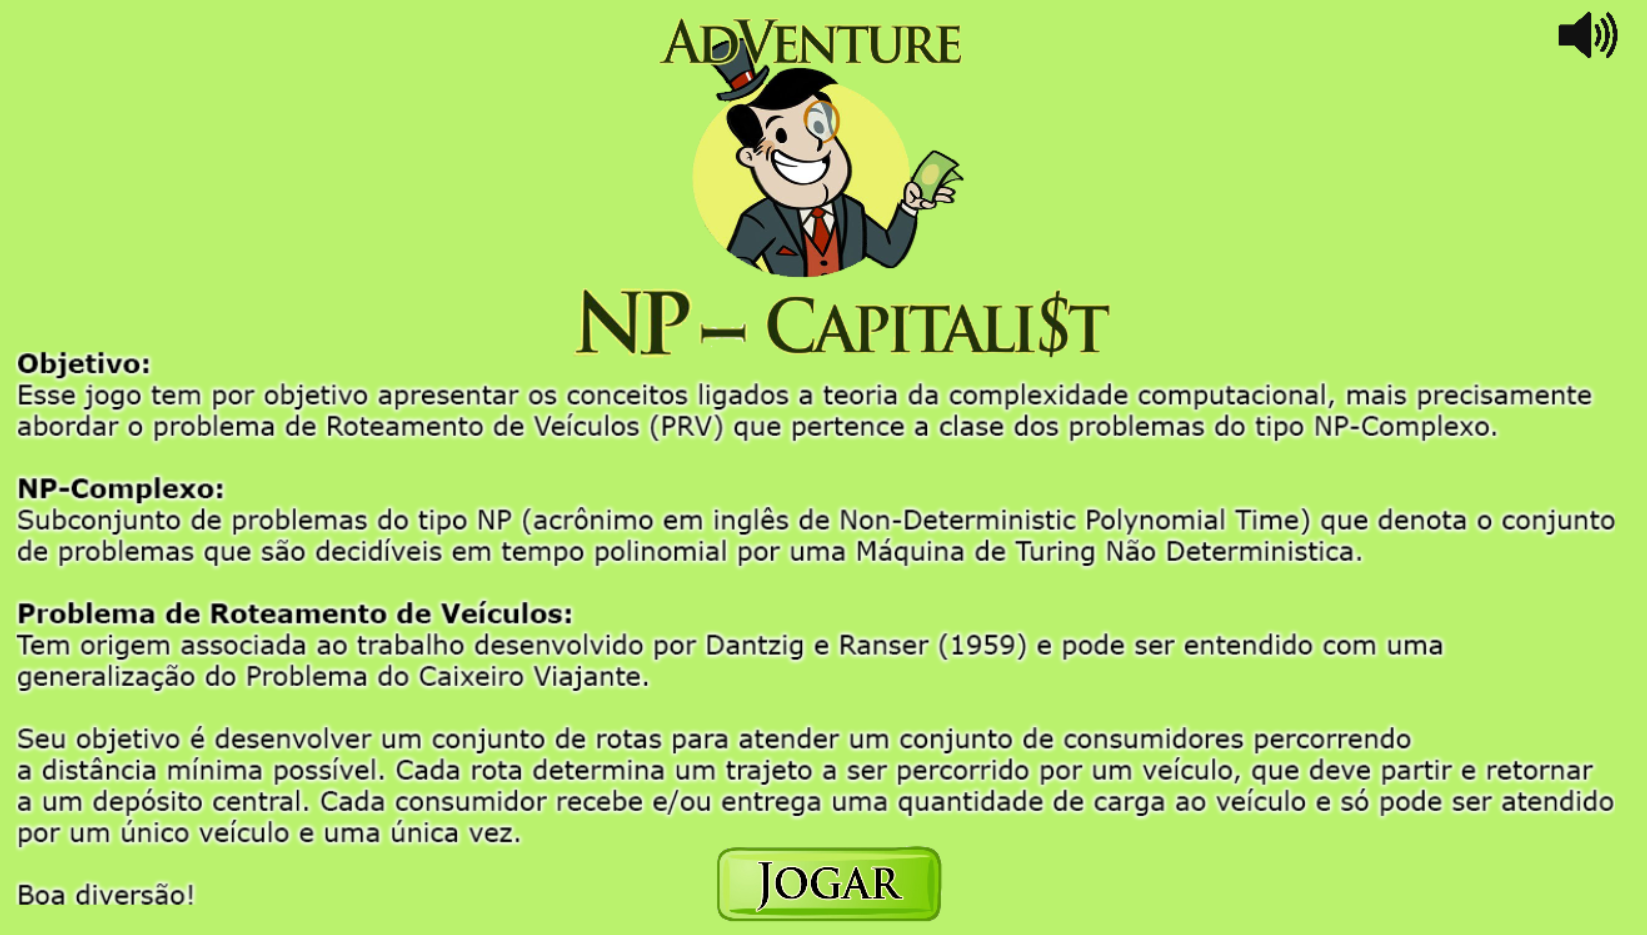 ADVENTURE
NP – CAPITALI$T
Objetivo:
Esse jogo tem por objetivo apresentar os conceitos ligados a teoria da complexidade computacional, mais precisamente
abordar o problema de Roteamento de Veículos (PRV) que pertence a clase dos problemas do tipo NP-Complexo.
NP-Complexo:
Subconjunto de problemas do tipo NP (acrônimo em inglês de Non-Deterministic Polynomial Time) que denota o conjunto
de problemas que são decidíveis em tempo polinomial por uma Máquina de Turing Não Deterministica.
Problema de Roteamento de Veículos:
Tem origem associada ao trabalho desenvolvido por Dantzig e Ranser (1959) e pode ser entendido com uma
generalização do Problema do Caixeiro Viajante.
Seu objetivo é desenvolver um conjunto de rotas para atender um conjunto de consumidores percorrendo
a distância mínima possível. Cada rota determina um trajeto a ser percorrido por um veículo, que deve partir e retornar
a um depósito central. Cada consumidor recebe e/ou entrega uma quantidade de carga ao veículo e só pode ser atendido
por um único veículo e uma única vez.
Boa diversão!
JOGAR